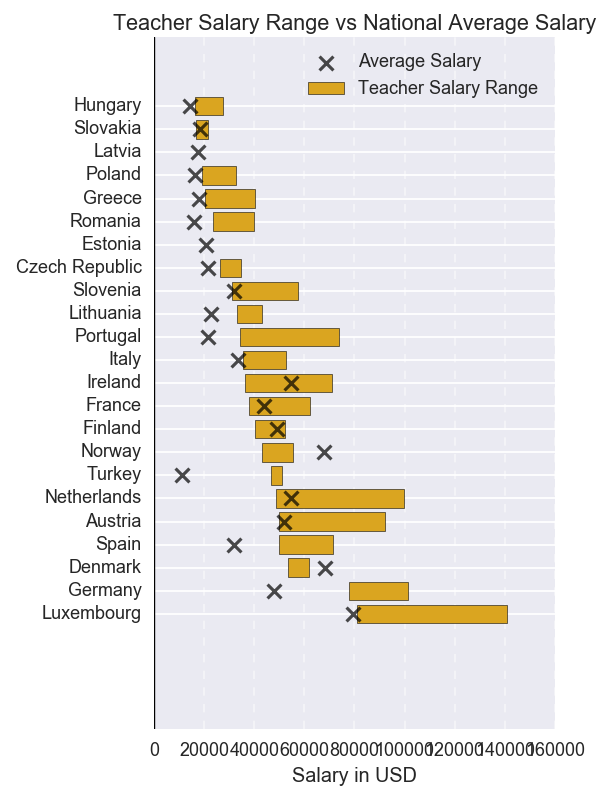 Teacher Salary Range vs National Average Salary
Average Salary
Teacher Salary Range
Hungary
Slovakia
Latvia
Poland
Greece
Romania
Estonia
Czech Republic
Slovenia
Lithuania
Portugal
Italy
Ireland
France
Finland
Norway
Turkey
Netherlands
Austria
Spain
Denmark
Germany
Luxembourg
0 20000 40000 60000 80000 100000 120000 140000 160000
Salary in USD